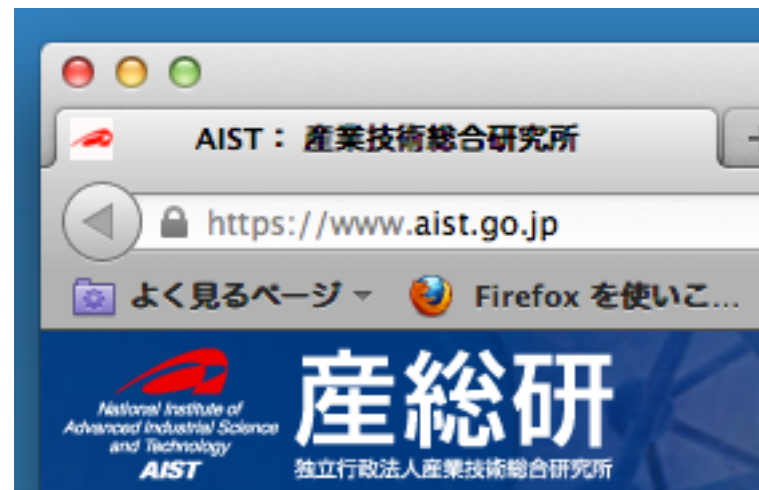 AIST： 産業技術総合研究所
https://www.aist.go.jp
よく見るページ
Firefox を使いこ...
National Institute of
Advanced Industrial Science
and Technology
AIST
産総研
独立行政法人産業技術総合研究所